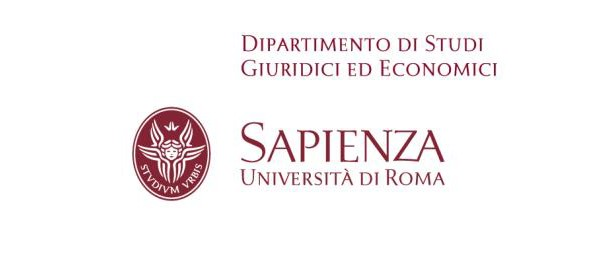 DIPARTIMENTO DI STUDI
GIURIDICI ED ECONOMICI
STVDIVM VRBIS
SAPIENZA
UNIVERSITÀ DI ROMA